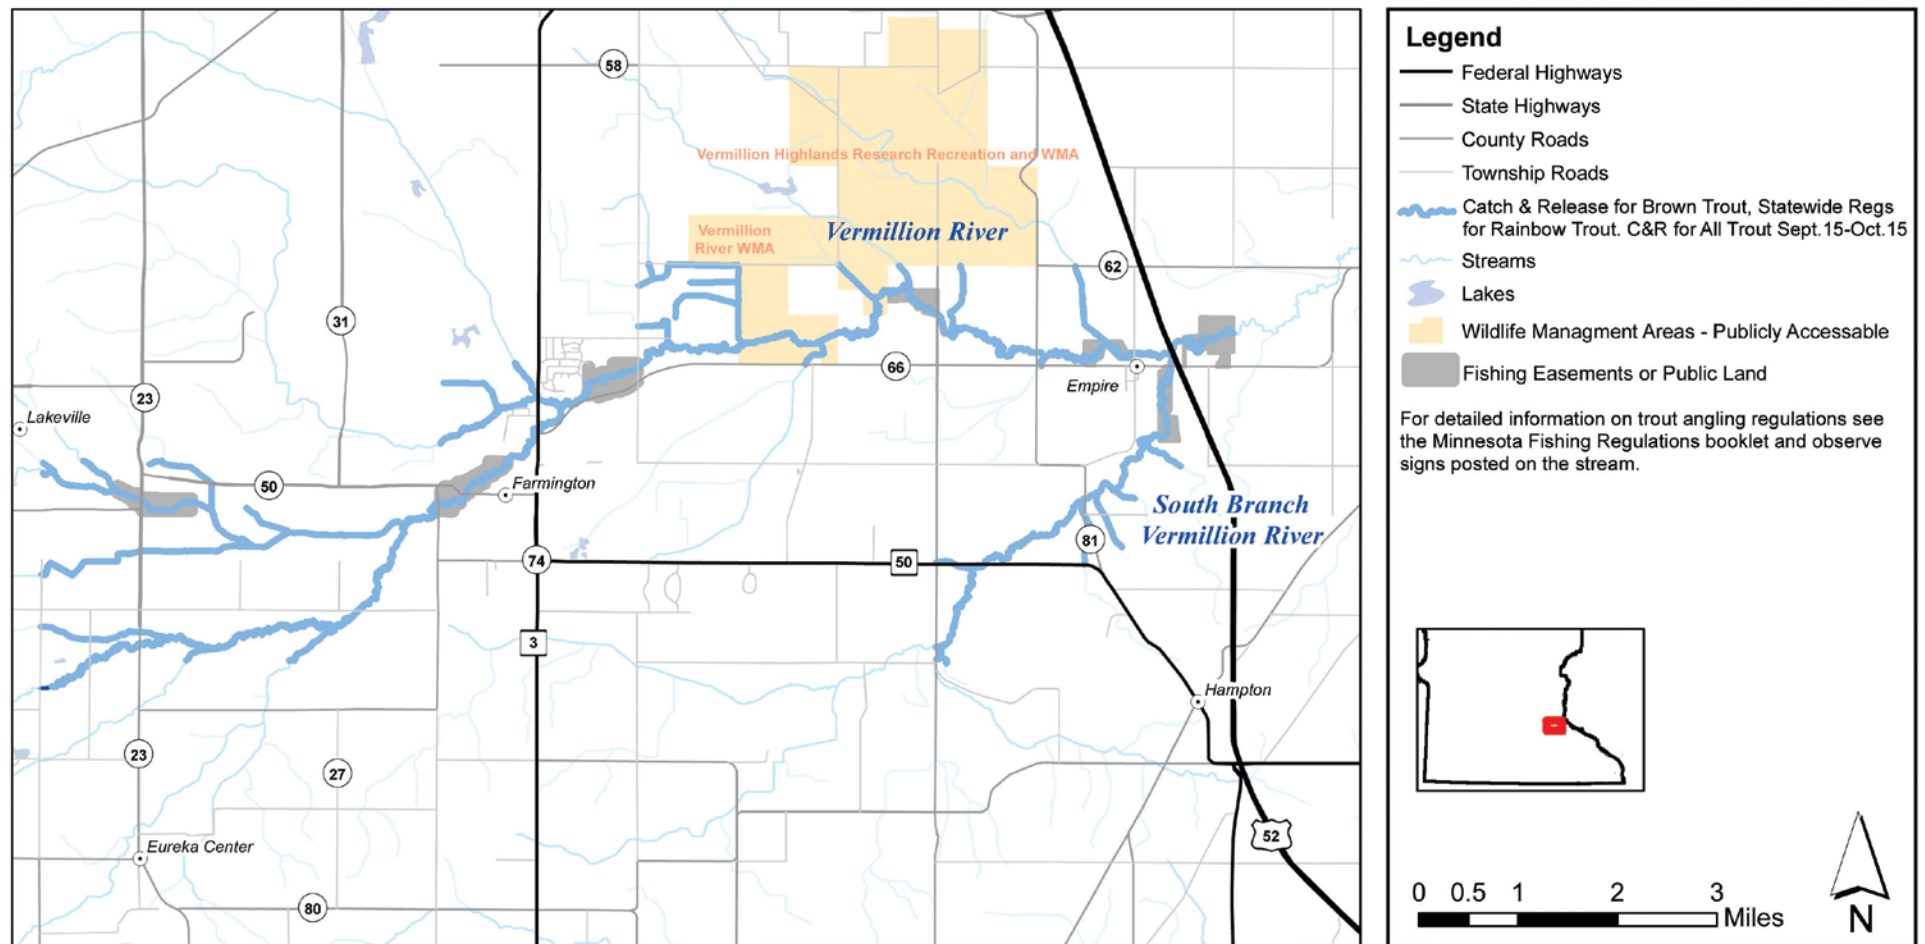 58
Vermillion Highlands Research Recreation and WMA
Vermillion
River WMA
Vermillion River
62
31
66
Empire
23
Lakeville
50
Farmington
South Branch
Vermillion River
81
74
50
3
Hampton
23
27
52
Eureka Center
80
Legend
Federal Highways
State Highways
County Roads
Township Roads
Catch & Release for Brown Trout, Statewide Regs
for Rainbow Trout. C&R for All Trout Sept.15-Oct.15
Streams
Lakes
Wildlife Managment Areas - Publicly Accessable
Fishing Easements or Public Land
For detailed information on trout angling regulations see
the Minnesota Fishing Regulations booklet and observe
signs posted on the stream.
0 0.5 1 2 3
Miles
N